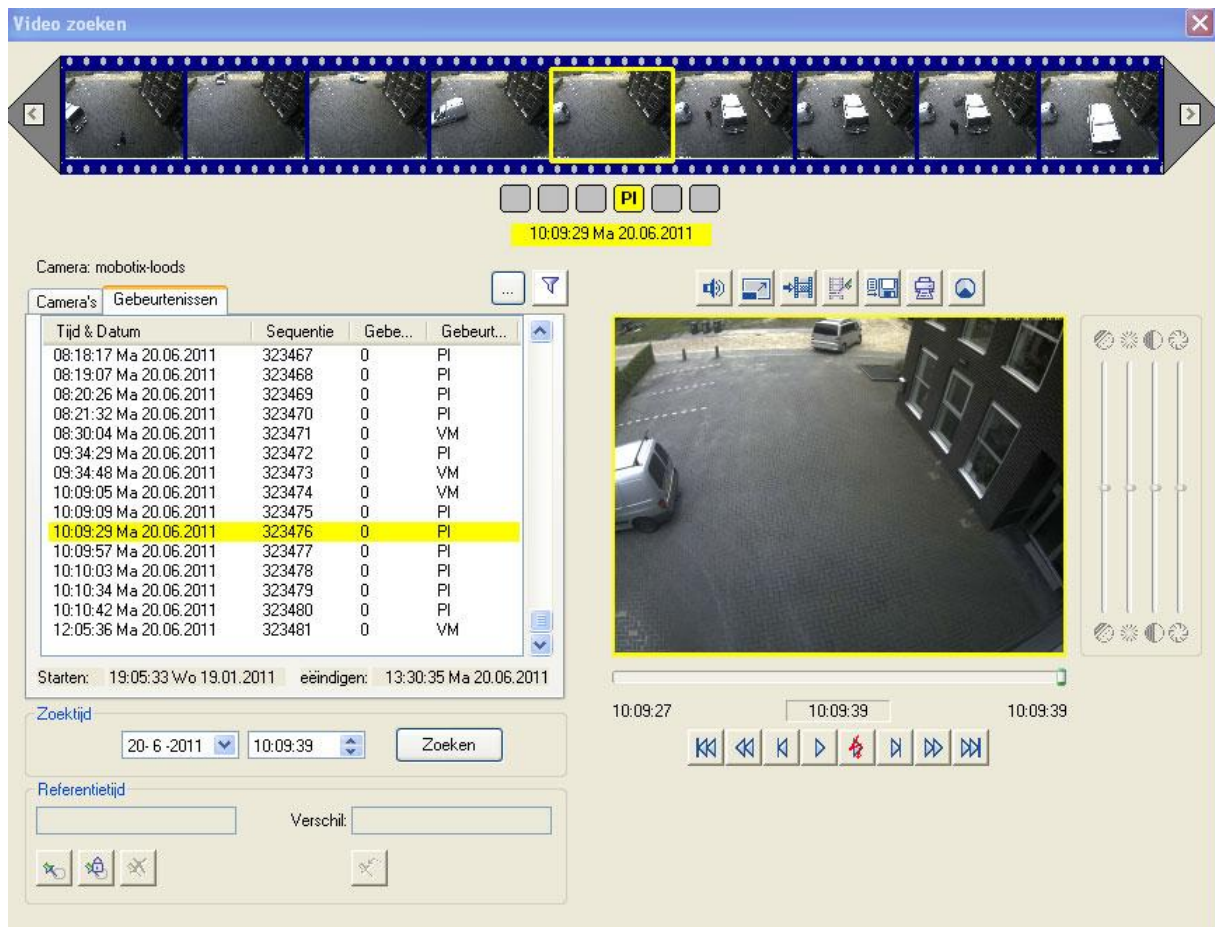 Video zoeken
PI
10:09:29 Ma 20.06.2011
Camera: mobotix-loods
...
Camera's Gebeurtenissen
Tijd & Datum Sequentie Gebe... Gebeurt...
08:18:17 Ma 20.06.2011 323467 0 PI
08:19:07 Ma 20.06.2011 323468 0 PI
08:20:26 Ma 20.06.2011 323469 0 PI
08:21:32 Ma 20.06.2011 323470 0 PI
08:30:04 Ma 20.06.2011 323471 0 VM
09:34:29 Ma 20.06.2011 323472 0 PI
09:34:48 Ma 20.06.2011 323473 0 VM
10:09:05 Ma 20.06.2011 323474 0 VM
10:09:09 Ma 20.06.2011 323475 0 PI
10:09:29 Ma 20.06.2011 323476 0 PI
10:09:57 Ma 20.06.2011 323477 0 PI
10:10:03 Ma 20.06.2011 323478 0 PI
10:10:34 Ma 20.06.2011 323479 0 PI
10:10:42 Ma 20.06.2011 323480 0 PI
12:05:36 Ma 20.06.2011 323481 0 VM
Starten: 19:05:33 Wo 19.01.2011 eëindigen: 13:30:35 Ma 20.06.2011
Zoektijd
20- 6 -2011 10:09:39 Zoeken
Referentietijd
Verschil:
10:09:27 10:09:39 10:09:39